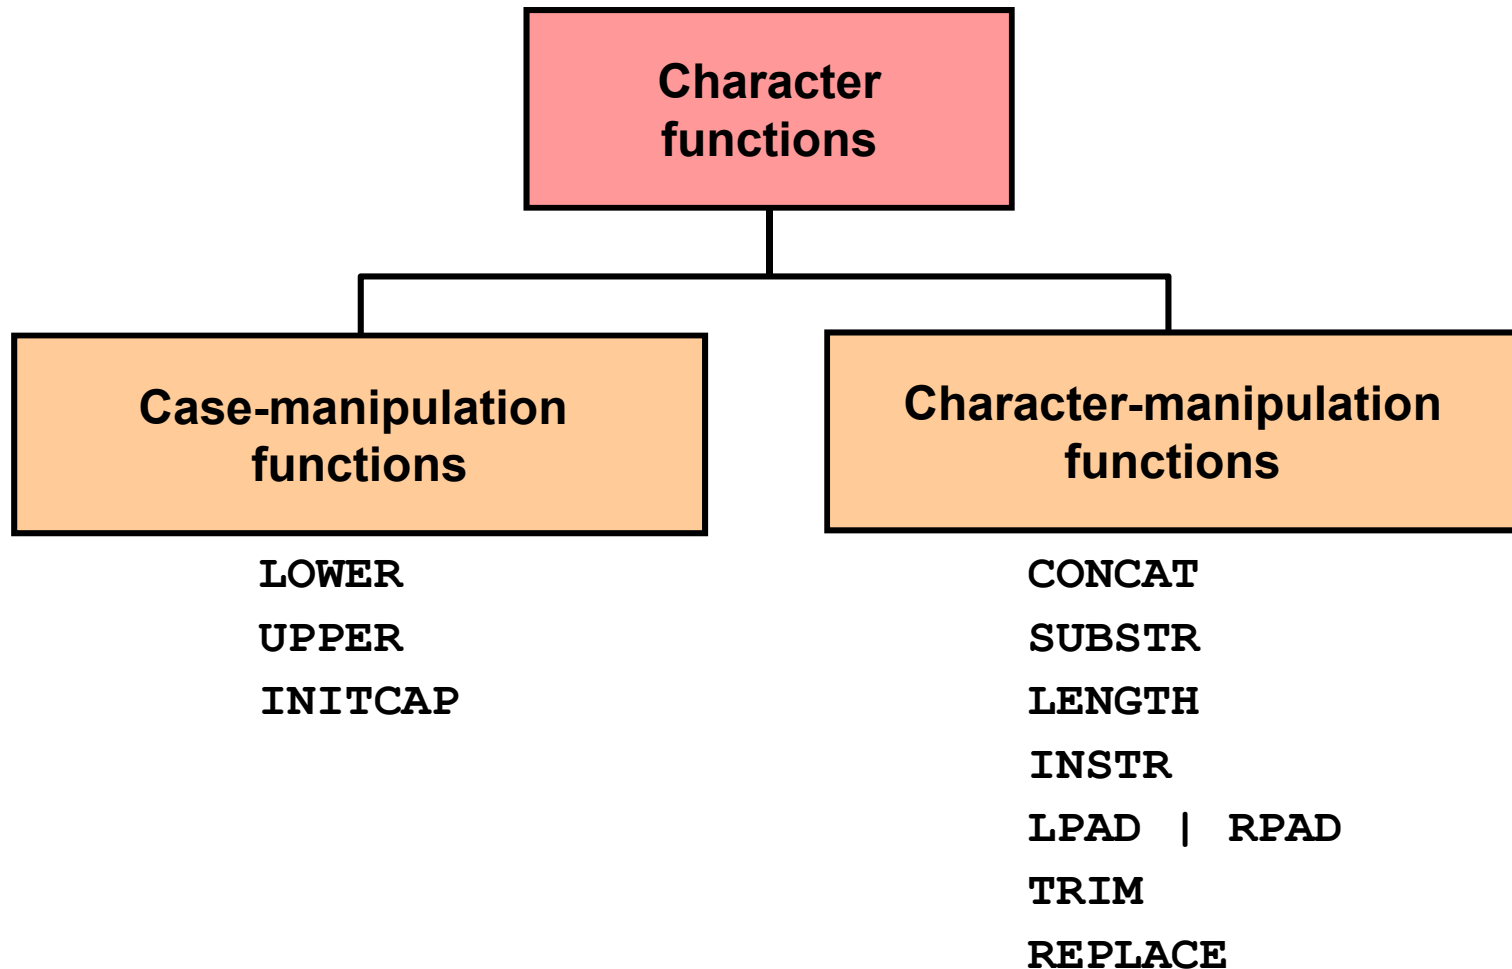 Character
functions
Case-manipulation
functions
LOWER
UPPER
INITCAP
Character-manipulation
functions
CONCAT
SUBSTR
LENGTH
INSTR
LPAD | RPAD
TRIM
REPLACE